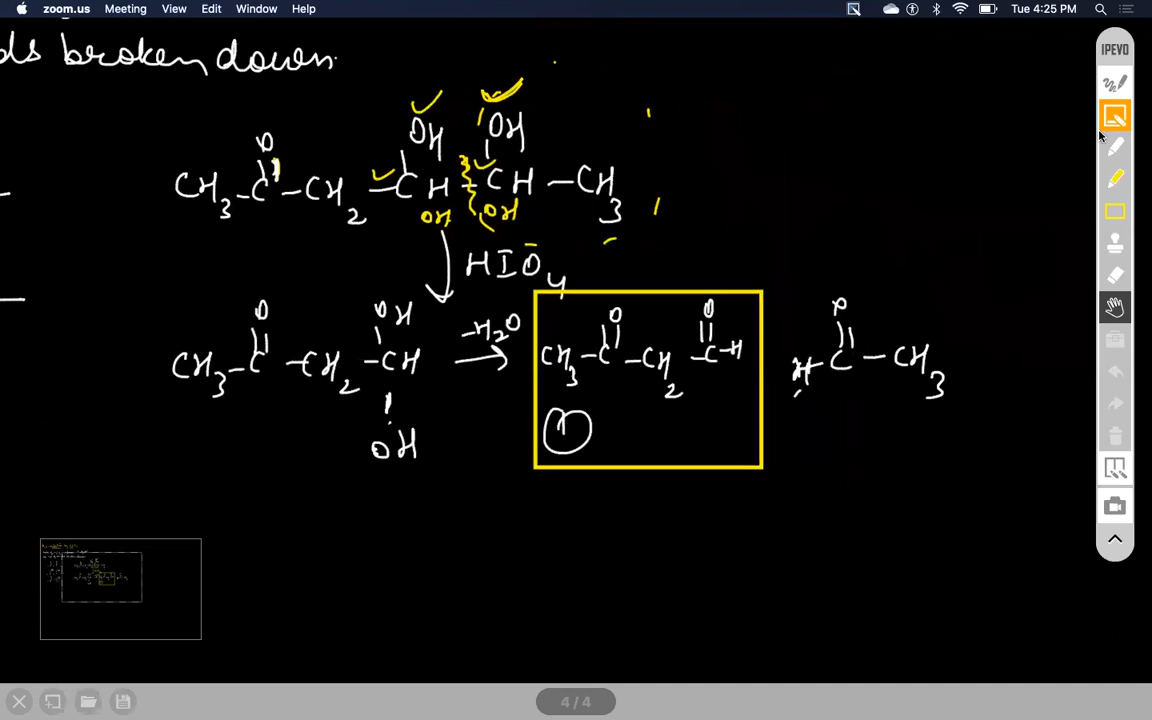 zoom.us Meeting View Edit Window Help Tue 4:25 PM
IPEVO
ds broken down
O OH OH
CH3 - C - CH2 - CH - CH - CH3
OH OH
HIO4
O OH -H2O O O O
CH3 - C - CH2 - CH CH3 - C - CH2 - C - H H - C - CH3
OH
1
4 / 4